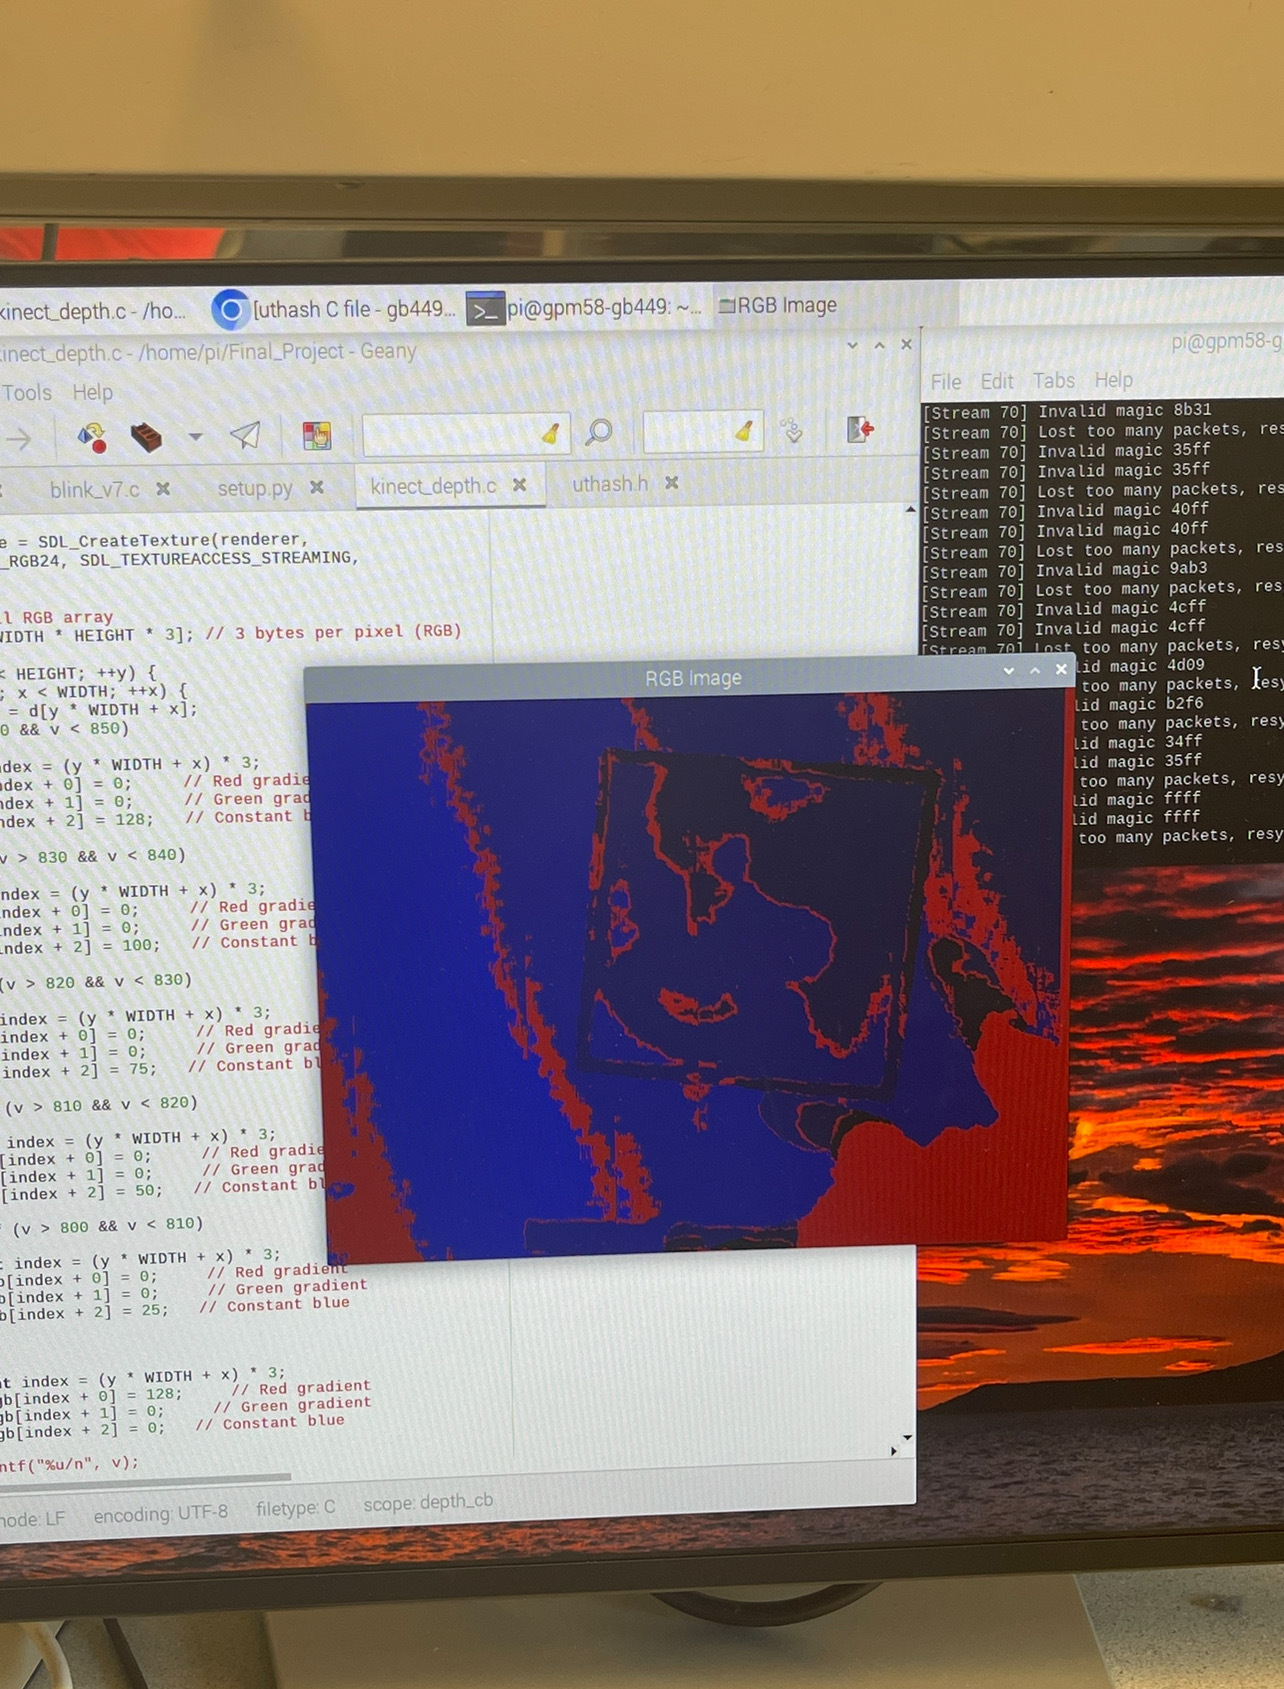 kinect_depth.c - /ho...
[uthash C file - gb449...
pi@gpm58-gb449: ~...
RGB Image
kinect_depth.c - /home/pi/Final_Project - Geany
Tools Help
blink_v7.c
setup.py
kinect_depth.c
uthash.h
e = SDL_CreateTexture(renderer,
_RGB24, SDL_TEXTUREACCESS_STREAMING,
ll RGB array
WIDTH * HEIGHT * 3]; // 3 bytes per pixel (RGB)
< HEIGHT; ++y) {
; x < WIDTH; ++x) {
= d[y * WIDTH + x];
0 && v < 850)
ndex = (y * WIDTH + x) * 3;
ndex + 0] = 0; // Red gradie
ndex + 1] = 0; // Green grad
ndex + 2] = 128; // Constant b
v > 830 && v < 840)
index = (y * WIDTH + x) * 3;
index + 0] = 0; // Red gradie
index + 1] = 0; // Green grad
index + 2] = 100; // Constant b
(v > 820 && v < 830)
index = (y * WIDTH + x) * 3;
index + 0] = 0; // Red gradie
index + 1] = 0; // Green grad
index + 2] = 75; // Constant bl
(v > 810 && v < 820)
index = (y * WIDTH + x) * 3;
[index + 0] = 0; // Red gradie
[index + 1] = 0; // Green grad
[index + 2] = 50; // Constant bl
(v > 800 && v < 810)
t index = (y * WIDTH + x) * 3;
b[index + 0] = 0; // Red gradient
b[index + 1] = 0; // Green gradient
b[index + 2] = 25; // Constant blue
nt index = (y * WIDTH + x) * 3;
gb[index + 0] = 128; // Red gradient
gb[index + 1] = 0; // Green gradient
gb[index + 2] = 0; // Constant blue
ntf("%u/n", v);
mode: LF encoding: UTF-8 filetype: C scope: depth_cb
RGB Image
pi@gpm58-g
File Edit Tabs Help
[Stream 70] Invalid magic 8b31
[Stream 70] Lost too many packets, res
[Stream 70] Invalid magic 35ff
[Stream 70] Invalid magic 35ff
[Stream 70] Lost too many packets, res
[Stream 70] Invalid magic 40ff
[Stream 70] Invalid magic 40ff
[Stream 70] Lost too many packets, res
[Stream 70] Invalid magic 9ab3
[Stream 70] Lost too many packets, res
[Stream 70] Invalid magic 4cff
[Stream 70] Invalid magic 4cff
[Stream 70] Lost too many packets, resy
lid magic 4d09
too many packets, resy
lid magic b2f6
too many packets, resy
lid magic 34ff
lid magic 35ff
too many packets, resy
lid magic ffff
lid magic ffff
too many packets, resy